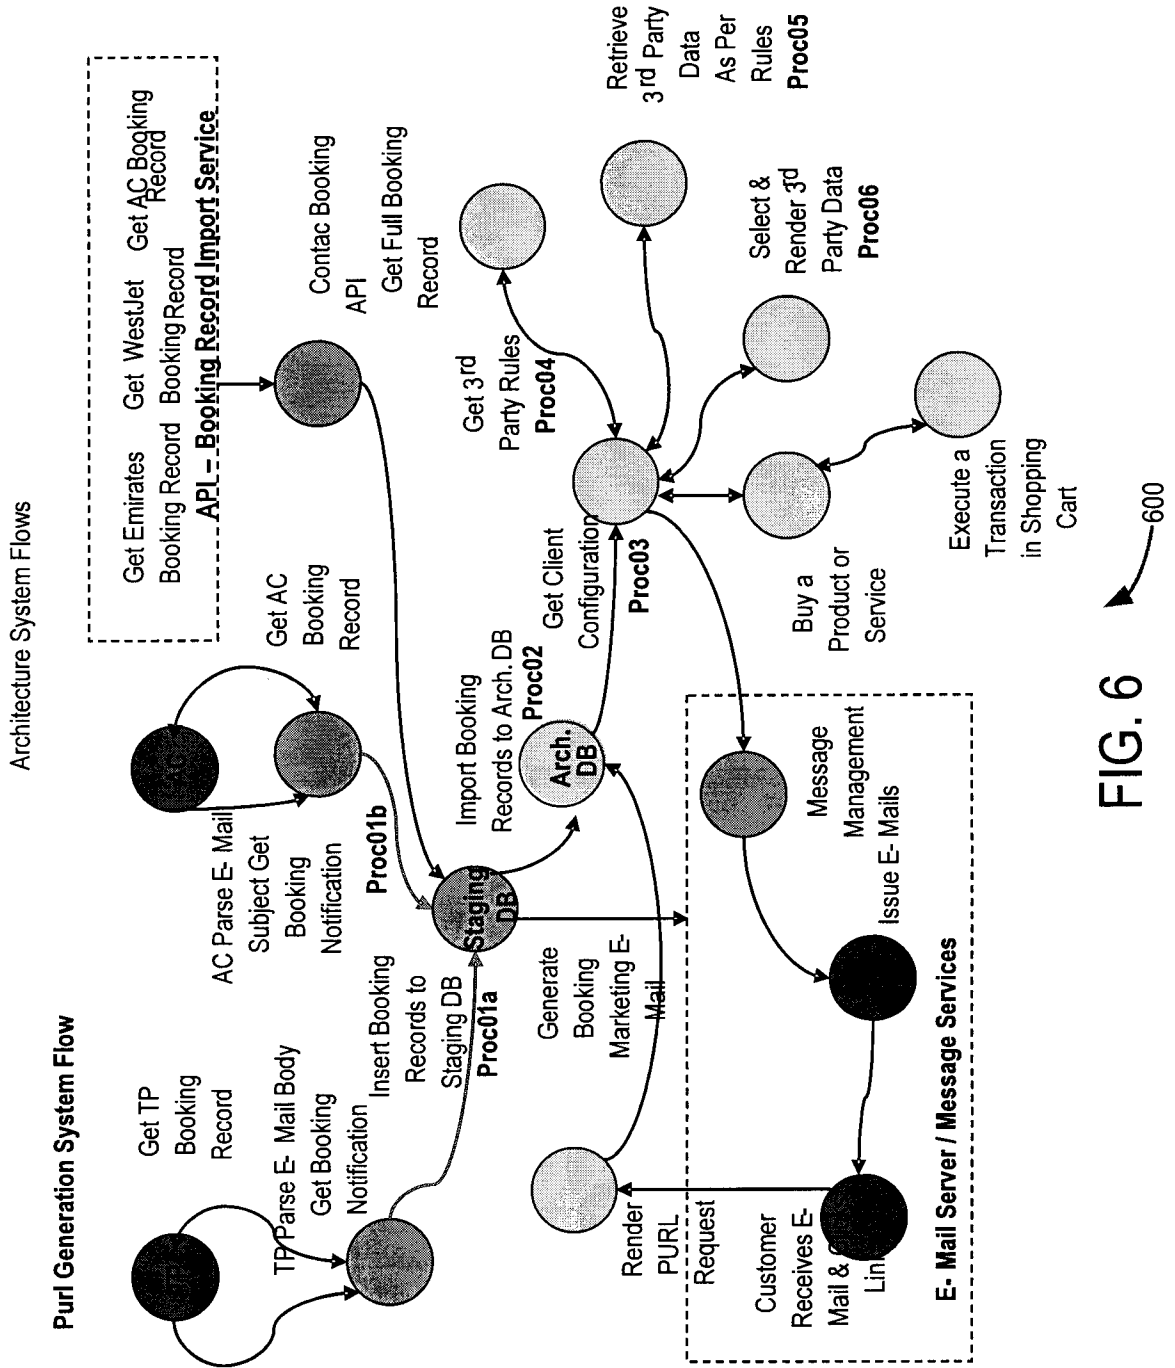 Architecture System Flows
Purl Generation System Flow
Get TP
Booking
Record
TP Parse E- Mail Body
Get Booking
Notification
AC
AC Parse E- Mail
Subject Get
Booking
Notification
Get AC
Booking
Record
Get Emirates
Booking Record
Get WestJet
Booking Record
Get AC Booking
Record
API – Booking Record Import Service
Contac Booking
API
Get Full Booking
Record
Proc01b
Insert Booking
Records to
Staging DB
Proc01a
Staging
DB
Import Booking
Records to Arch. DB
Proc02
Arch.
DB
Get 3rd
Party Rules
Proc04
Retrieve
3rd Party
Data
As Per
Rules
Proc05
Get Client
Configuration
Proc03
Select &
Render 3rd
Party Data
Proc06
Generate
Booking
Marketing E-
Mail
Render
PURL
Request
Buy a
Product or
Service
Execute a
Transaction
in Shopping
Cart
Customer
Receives E-
Mail &
Message
Management
Issue E- Mails
E- Mail Server / Message Services
FIG. 6
600